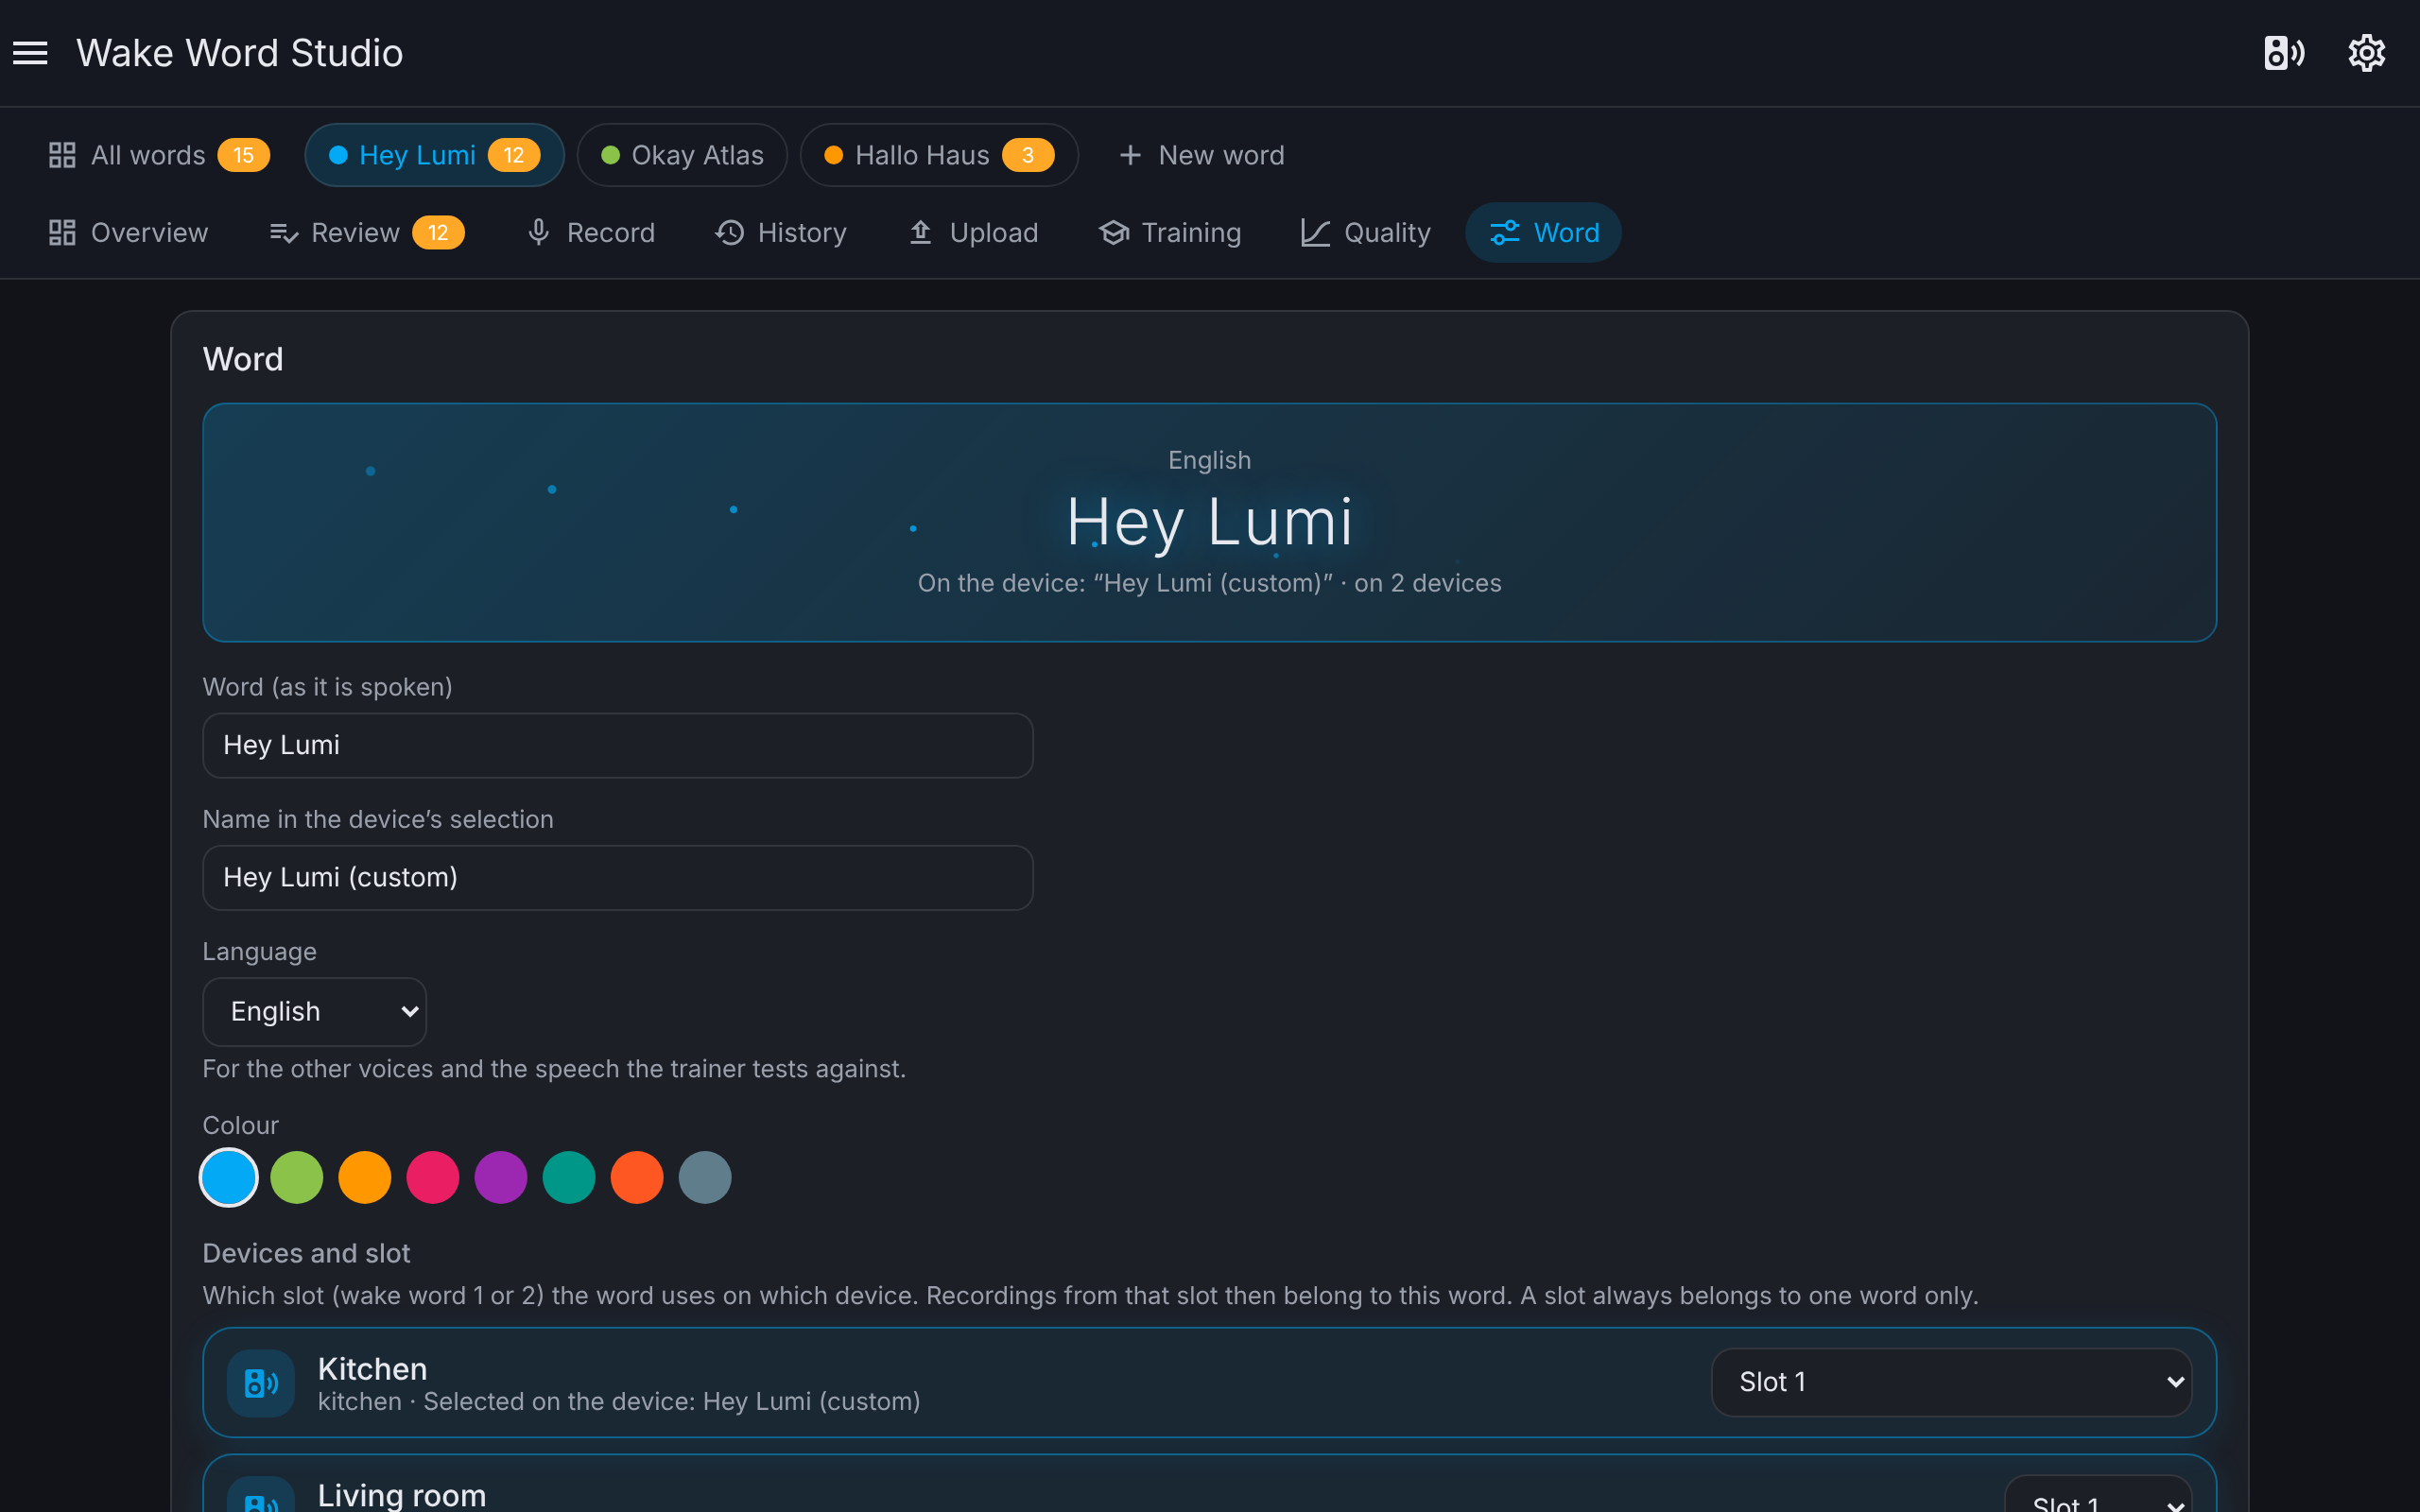 Wake Word Studio
All words 15 Hey Lumi 12 Okay Atlas Hallo Haus 3 + New word
Overview Review 12 Record History Upload Training Quality Word
Word
English
Hey Lumi
On the device: “Hey Lumi (custom)” · on 2 devices
Word (as it is spoken)
Hey Lumi
Name in the device’s selection
Hey Lumi (custom)
Language
English
For the other voices and the speech the trainer tests against.
Colour
Devices and slot
Which slot (wake word 1 or 2) the word uses on which device. Recordings from that slot then belong to this word. A slot always belongs to one word only.
Kitchen
Slot 1
kitchen · Selected on the device: Hey Lumi (custom)
Living room
Slot 1